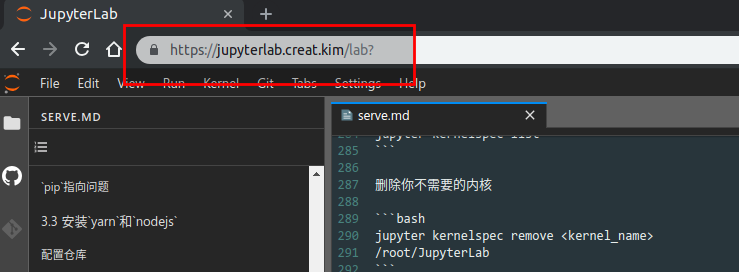 JupyterLab
https://jupyterlab.creat.kim/lab?
File Edit View Run Kernel Git Tabs Settings Help
SERVE.MD
serve.md
284 jupyter kernelspec list
285 ```
286
287 删除你不需要的内核
288
289 ```bash
290 jupyter kernelspec remove <kernel_name>
291 /root/JupyterLab
292 ```
`pip`指向问题
3.3 安装`yarn`和`nodejs`
配置仓库